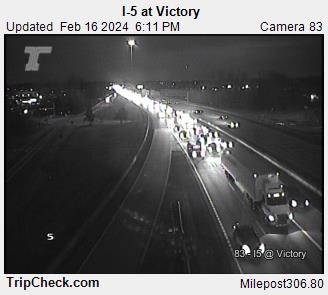 I-5 at Victory
Updated Feb 16 2024 6:11 PM Camera 83
T
S
83 - I5 @ Victory
TripCheck.com Milepost306.80